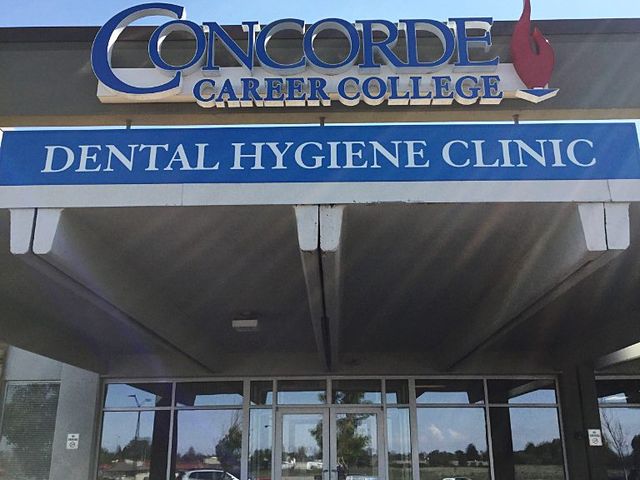 CONCORDE
CAREER COLLEGE
DENTAL HYGIENE CLINIC